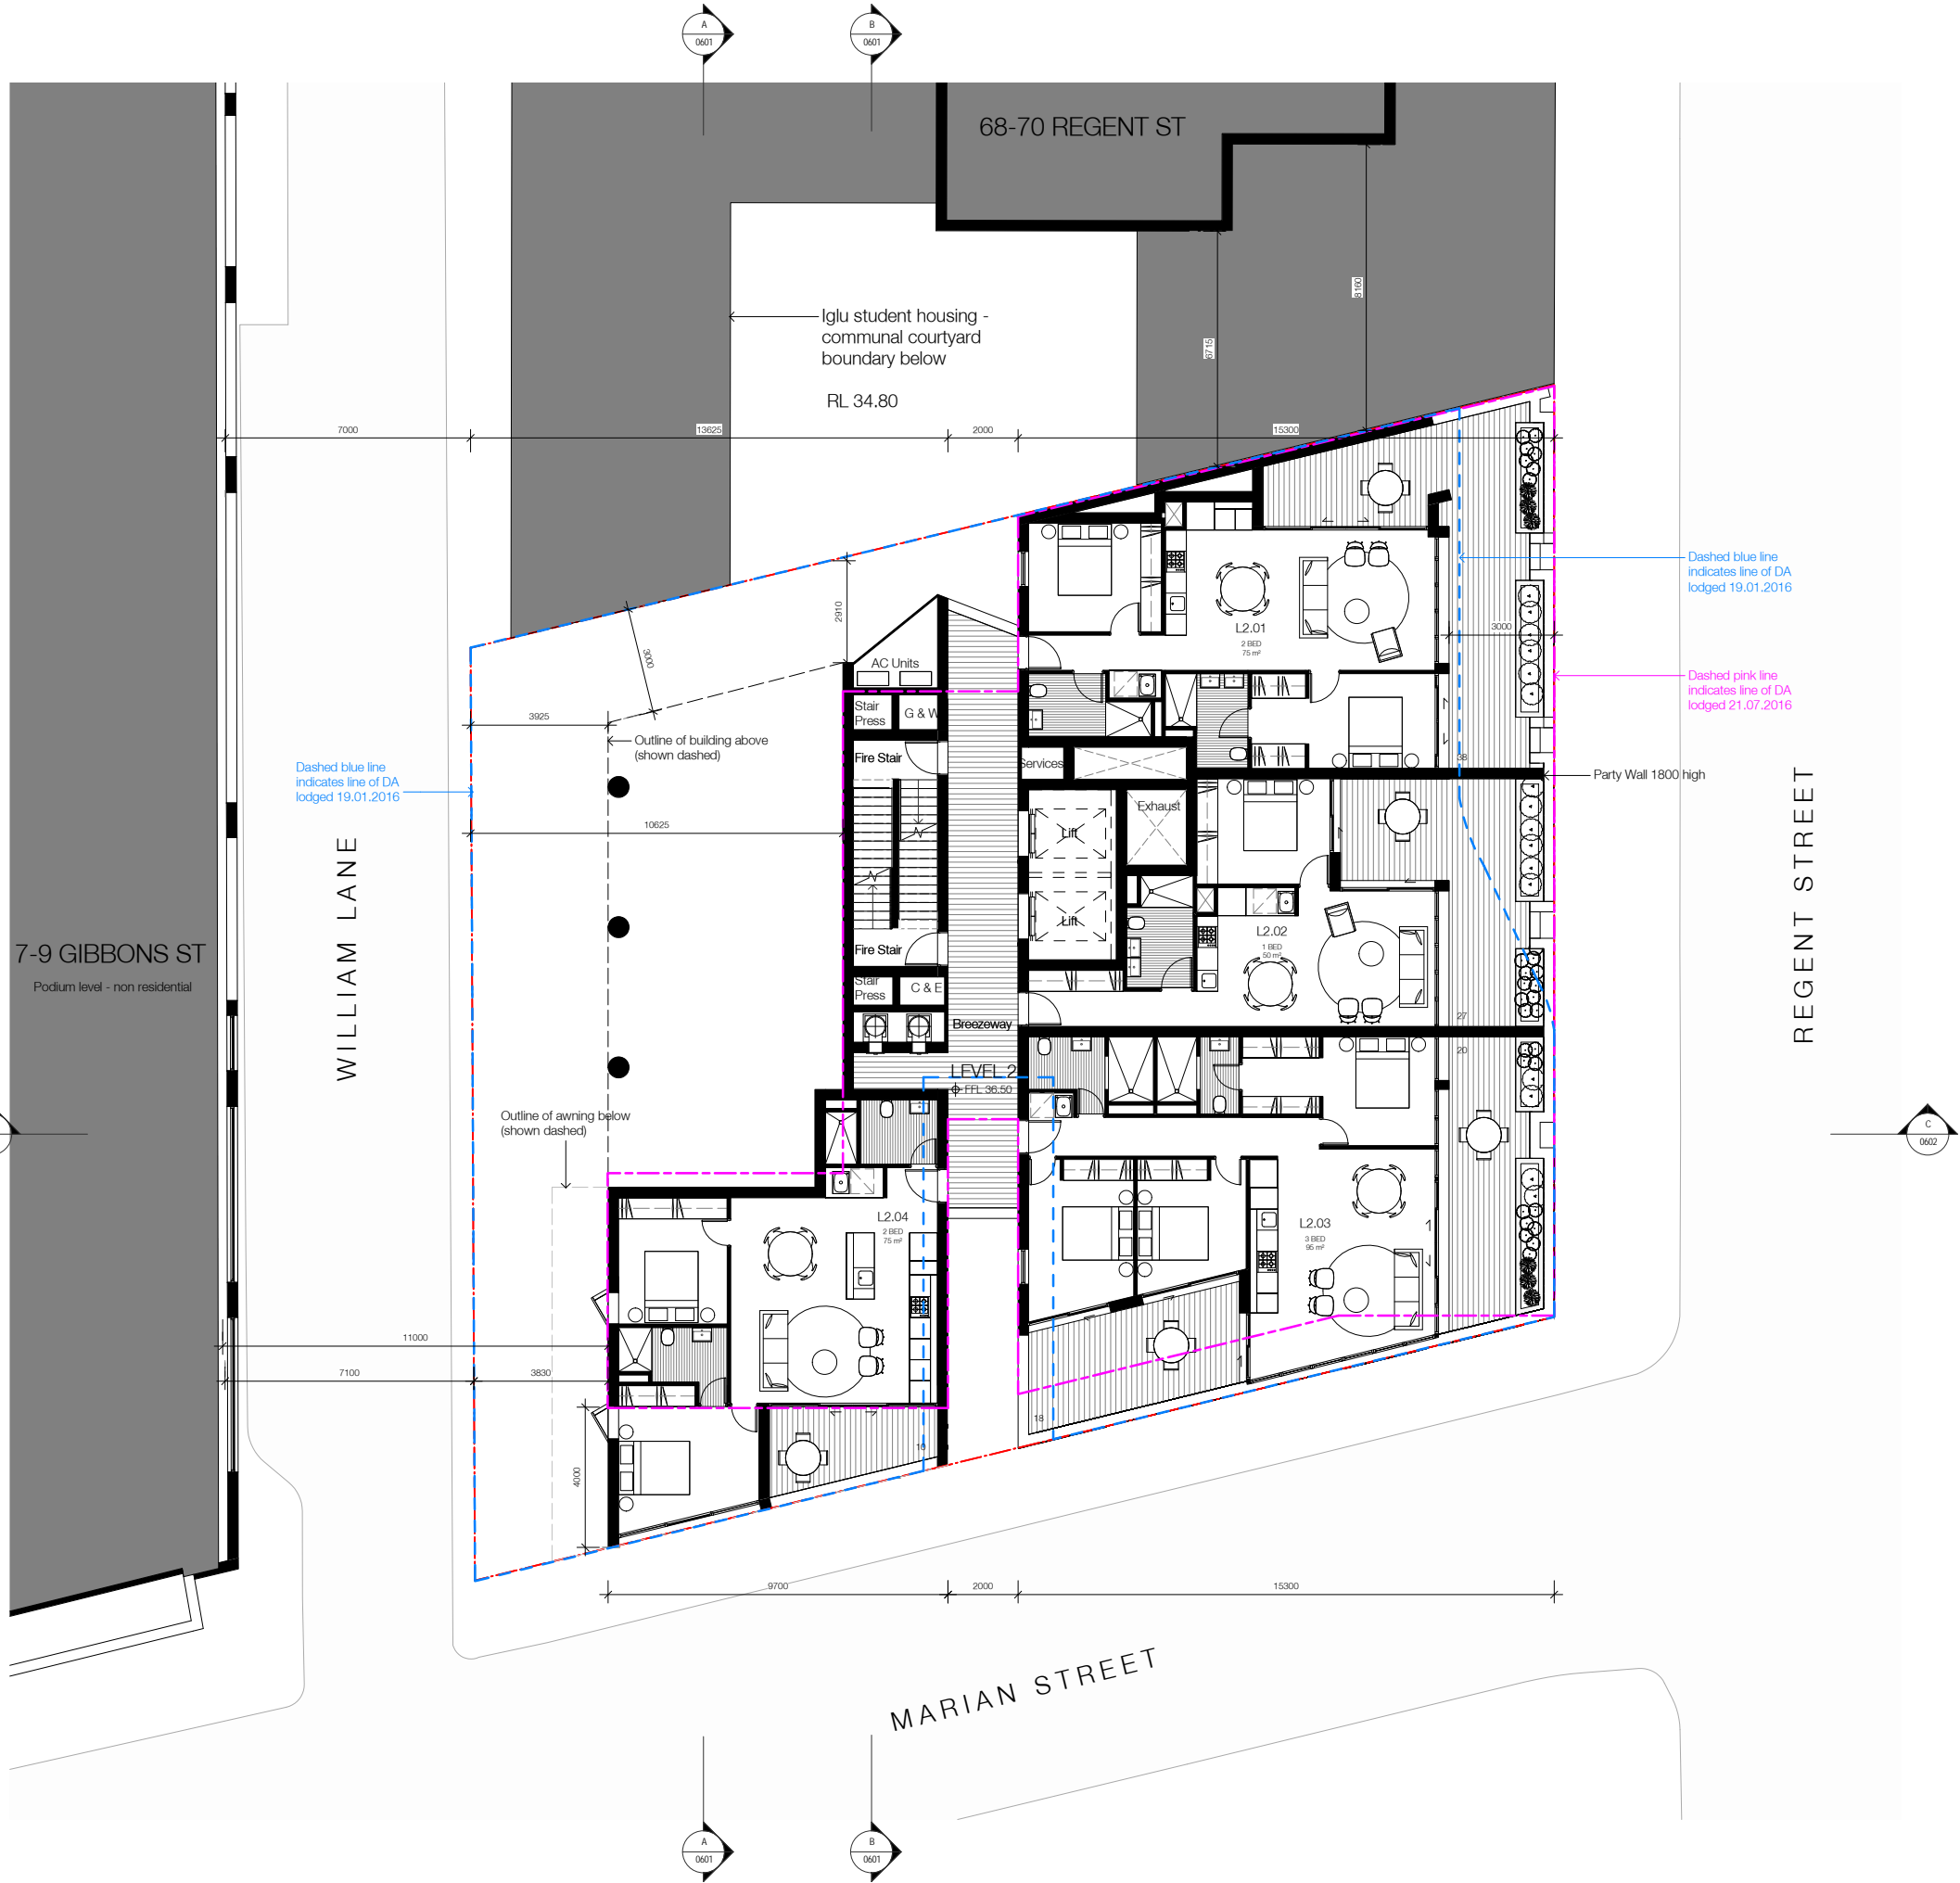 A
0601
B
0601
68-70 REGENT ST
Iglu student housing -
communal courtyard
boundary below
RL 34.80
8160
6715
7000
13625
2000
15300
Dashed blue line
indicates line of DA
lodged 19.01.2016
2910
L2.01
2 BED
75 m²
3000
3000
AC Units
Dashed pink line
indicates line of DA
lodged 21.07.2016
Stair
Press
G & W
3925
Outline of building above
(shown dashed)
Fire Stair
Services
38
Party Wall 1800 high
Dashed blue line
indicates line of DA
lodged 19.01.2016
Exhaust
10625
Lift
Lift
WILLIAM LANE
REGENT STREET
7-9 GIBBONS ST
Podium level - non residential
Fire Stair
L2.02
1 BED
50 m²
Stair
Press
C & E
Breezeway
27
20
LEVEL 2
FFL 36.50
Outline of awning below
(shown dashed)
C
0602
L2.04
2 BED
75 m²
L2.03
3 BED
95 m²
11000
7100
3830
18
16
4000
9700
2000
15300
MARIAN STREET
A
0601
B
0601